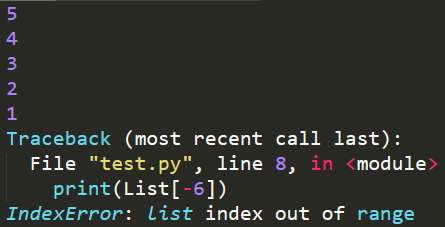 5
4
3
2
1
Traceback (most recent call last):
  File "test.py", line 8, in <module>
    print(List[-6])
IndexError: list index out of range